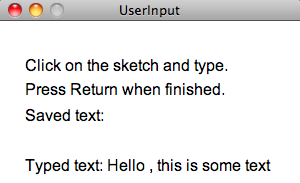 UserInput
Click on the sketch and type.
Press Return when finished.
Saved text:
Typed text: Hello , this is some text